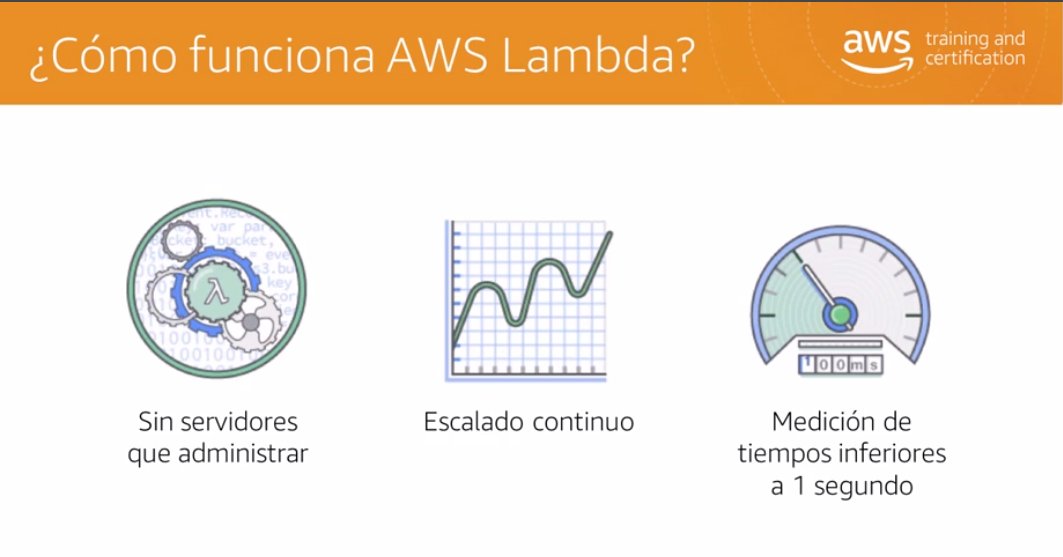 ¿Cómo funciona AWS Lambda?
aws training and
certification
λ
100ms
Sin servidores
que administrar
Escalado continuo
Medición de
tiempos inferiores
a 1 segundo